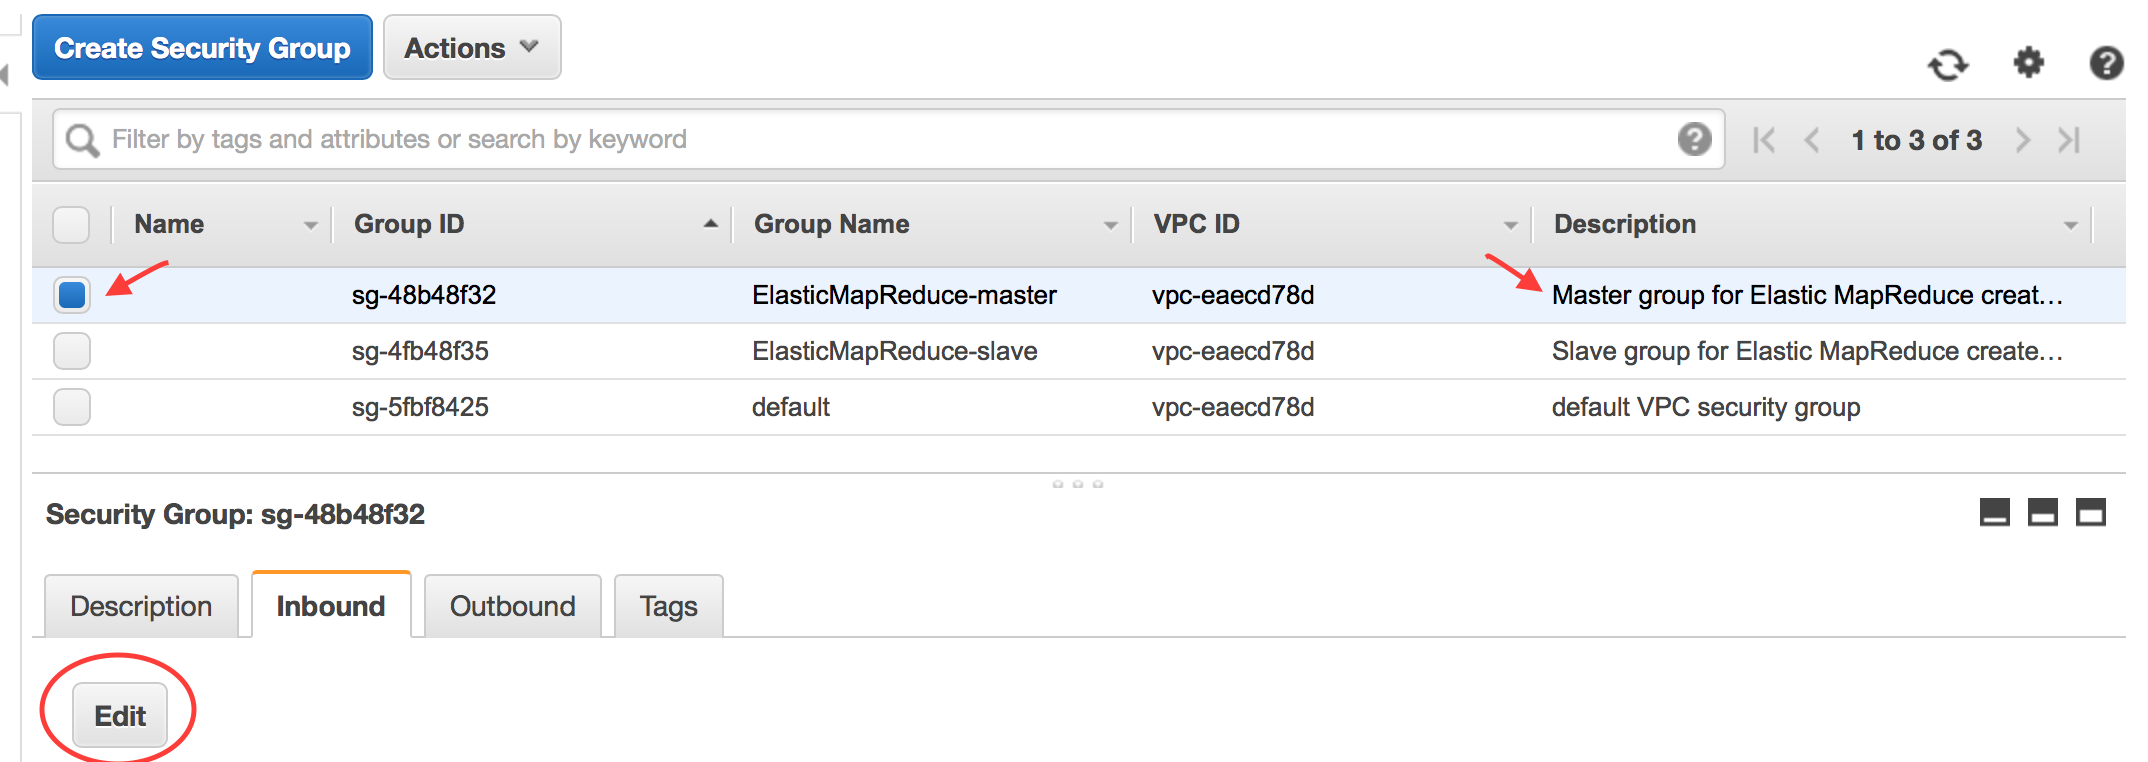 Create Security Group Actions
Filter by tags and attributes or search by keyword ? 1 to 3 of 3
Name Group ID Group Name VPC ID Description
sg-48b48f32 ElasticMapReduce-master vpc-eaecd78d Master group for Elastic MapReduce creat...
sg-4fb48f35 ElasticMapReduce-slave vpc-eaecd78d Slave group for Elastic MapReduce create...
sg-5fbf8425 default vpc-eaecd78d default VPC security group
Security Group: sg-48b48f32
Description Inbound Outbound Tags
Edit